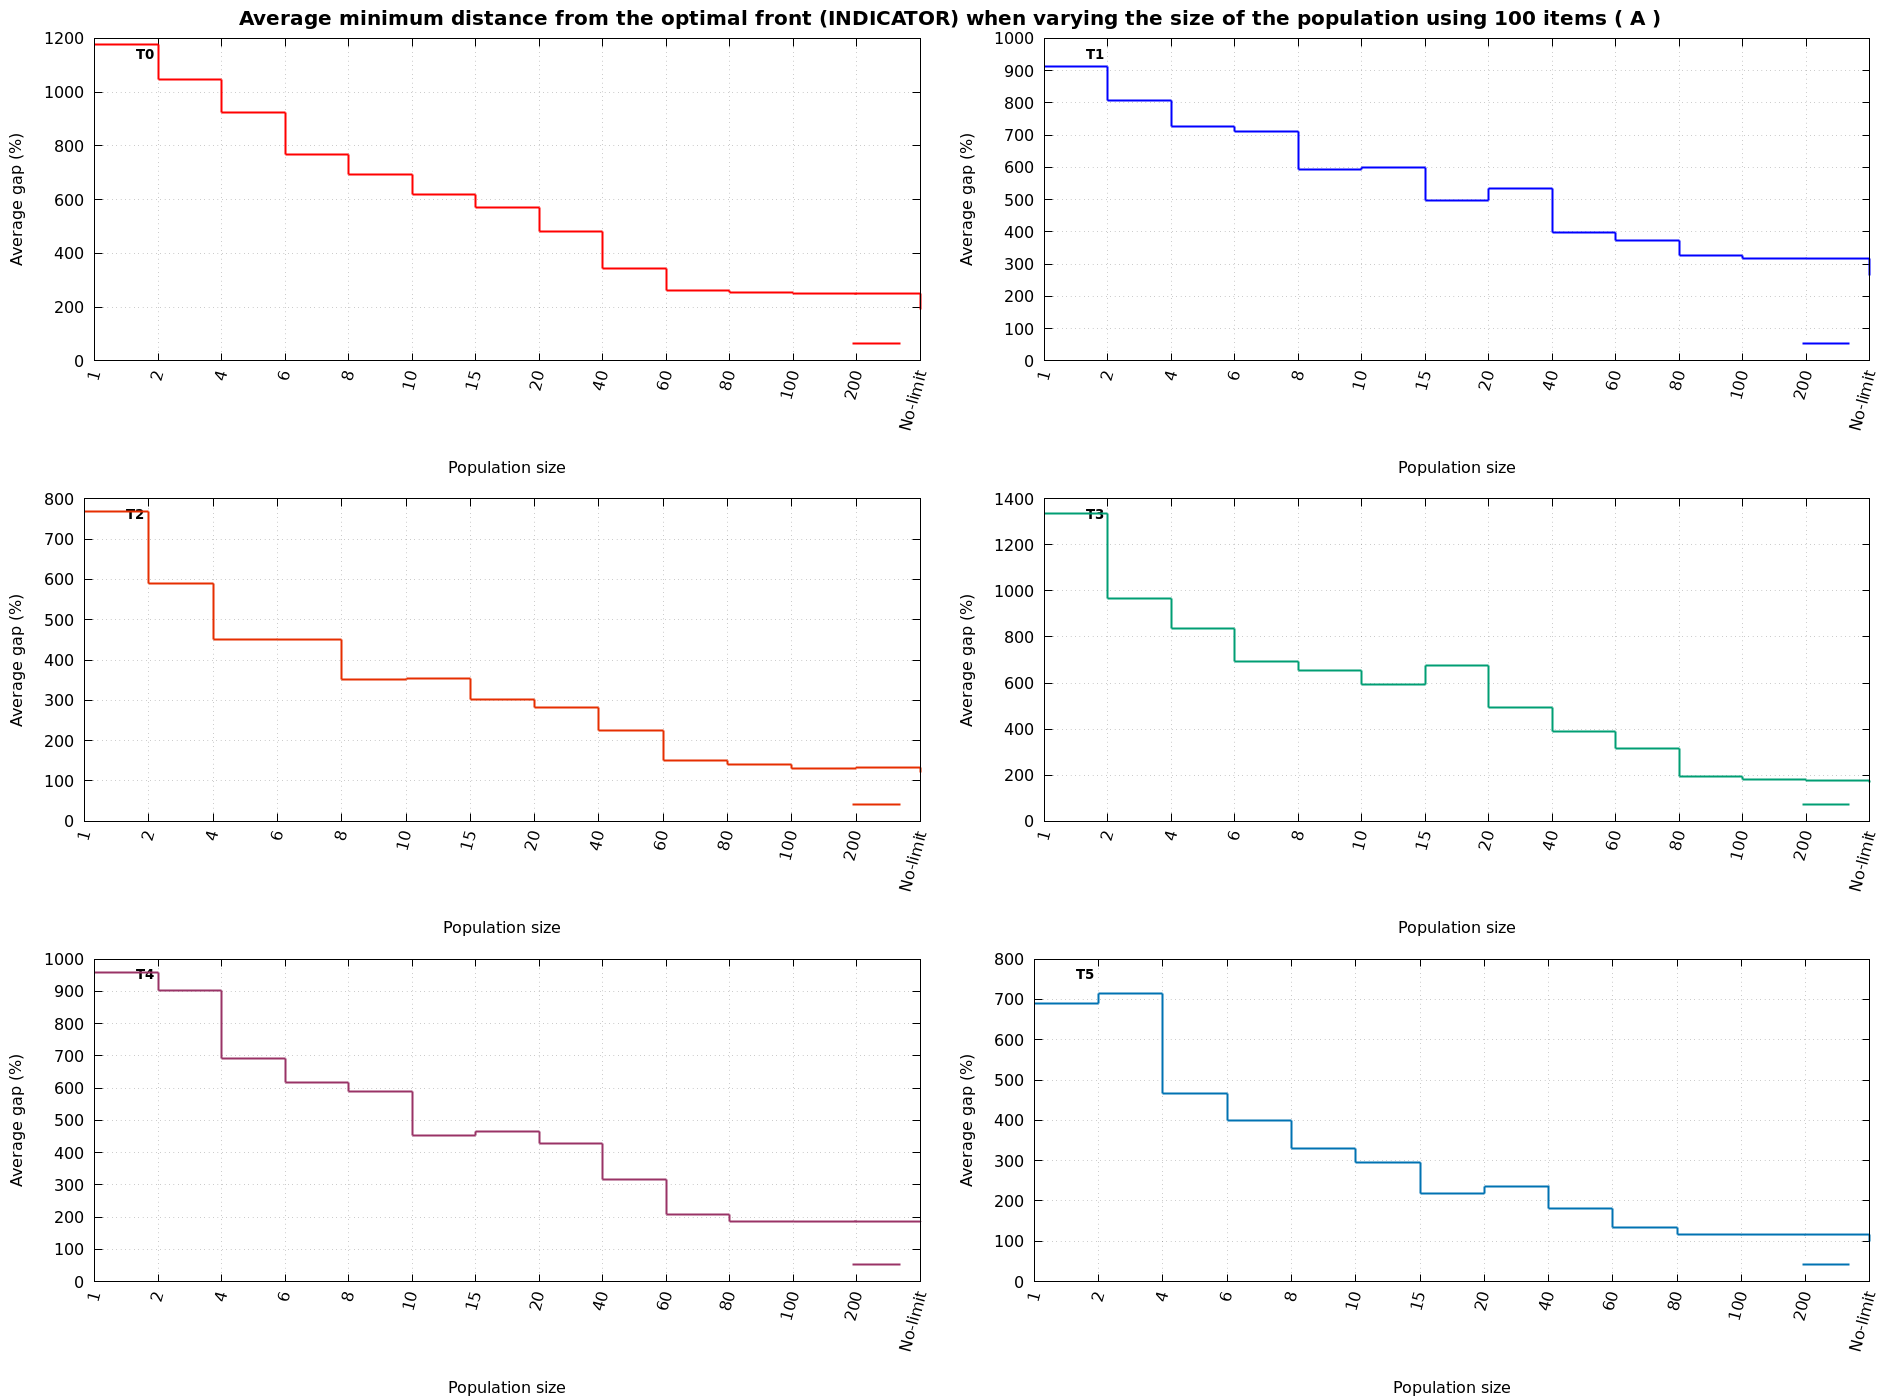 Average minimum distance from the optimal front (INDICATOR) when varying the size of the population using 100 items ( A )
T0
Average gap (%)
1200
1000
800
600
400
200
0
1 2 4 6 8 10 15 20 40 60 80 100 200 No-limit
Population size
T1
Average gap (%)
1000
900
800
700
600
500
400
300
200
100
0
1 2 4 6 8 10 15 20 40 60 80 100 200 No-limit
Population size
T2
Average gap (%)
800
700
600
500
400
300
200
100
0
1 2 4 6 8 10 15 20 40 60 80 100 200 No-limit
Population size
T3
Average gap (%)
1400
1200
1000
800
600
400
200
0
1 2 4 6 8 10 15 20 40 60 80 100 200 No-limit
Population size
T4
Average gap (%)
1000
900
800
700
600
500
400
300
200
100
0
1 2 4 6 8 10 15 20 40 60 80 100 200 No-limit
Population size
T5
Average gap (%)
800
700
600
500
400
300
200
100
0
1 2 4 6 8 10 15 20 40 60 80 100 200 No-limit
Population size